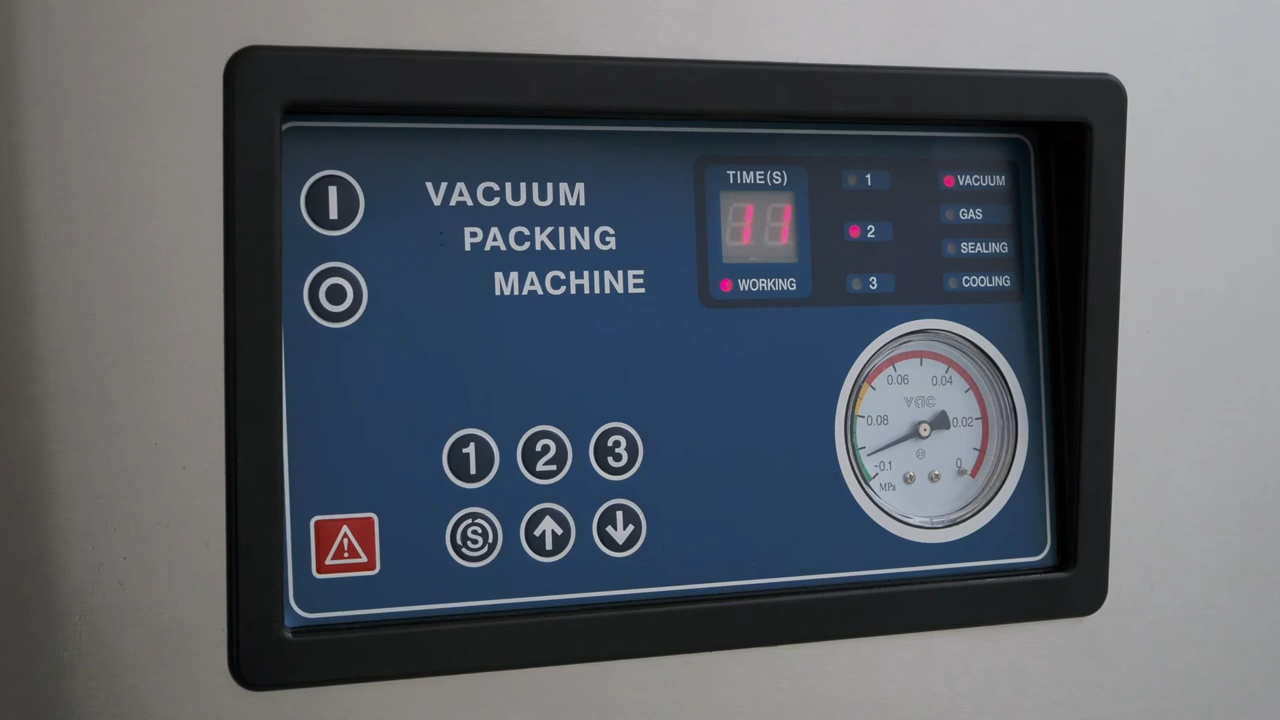 VACUUM
PACKING
MACHINE
TIME(S)
11
WORKING
1
2
3
VACUUM
GAS
SEALING
COOLING
0.06
0.04
vac
0.08
0.02
-0.1
0
MPa
1
2
3
S